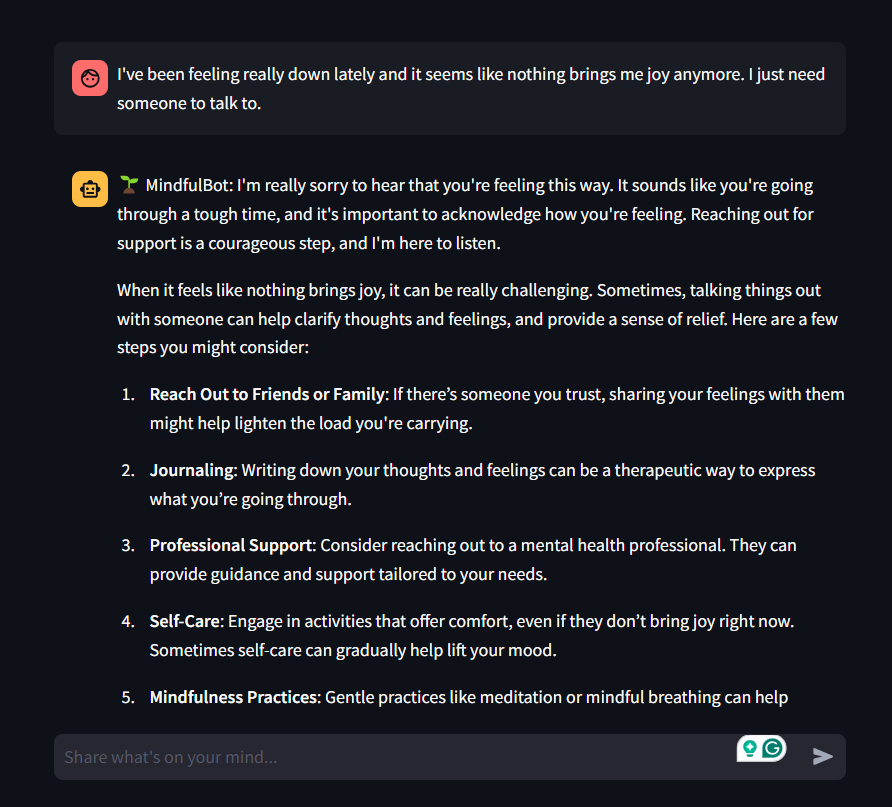 I've been feeling really down lately and it seems like nothing brings me joy anymore. I just need
someone to talk to.
🌱 MindfulBot: I'm really sorry to hear that you're feeling this way. It sounds like you're going
through a tough time, and it's important to acknowledge how you're feeling. Reaching out for
support is a courageous step, and I'm here to listen.
When it feels like nothing brings joy, it can be really challenging. Sometimes, talking things out
with someone can help clarify thoughts and feelings, and provide a sense of relief. Here are a few
steps you might consider:
1. Reach Out to Friends or Family: If there’s someone you trust, sharing your feelings with them
might help lighten the load you're carrying.
2. Journaling: Writing down your thoughts and feelings can be a therapeutic way to express
what you’re going through.
3. Professional Support: Consider reaching out to a mental health professional. They can
provide guidance and support tailored to your needs.
4. Self-Care: Engage in activities that offer comfort, even if they don’t bring joy right now.
Sometimes self-care can gradually help lift your mood.
5. Mindfulness Practices: Gentle practices like meditation or mindful breathing can help
Share what's on your mind...